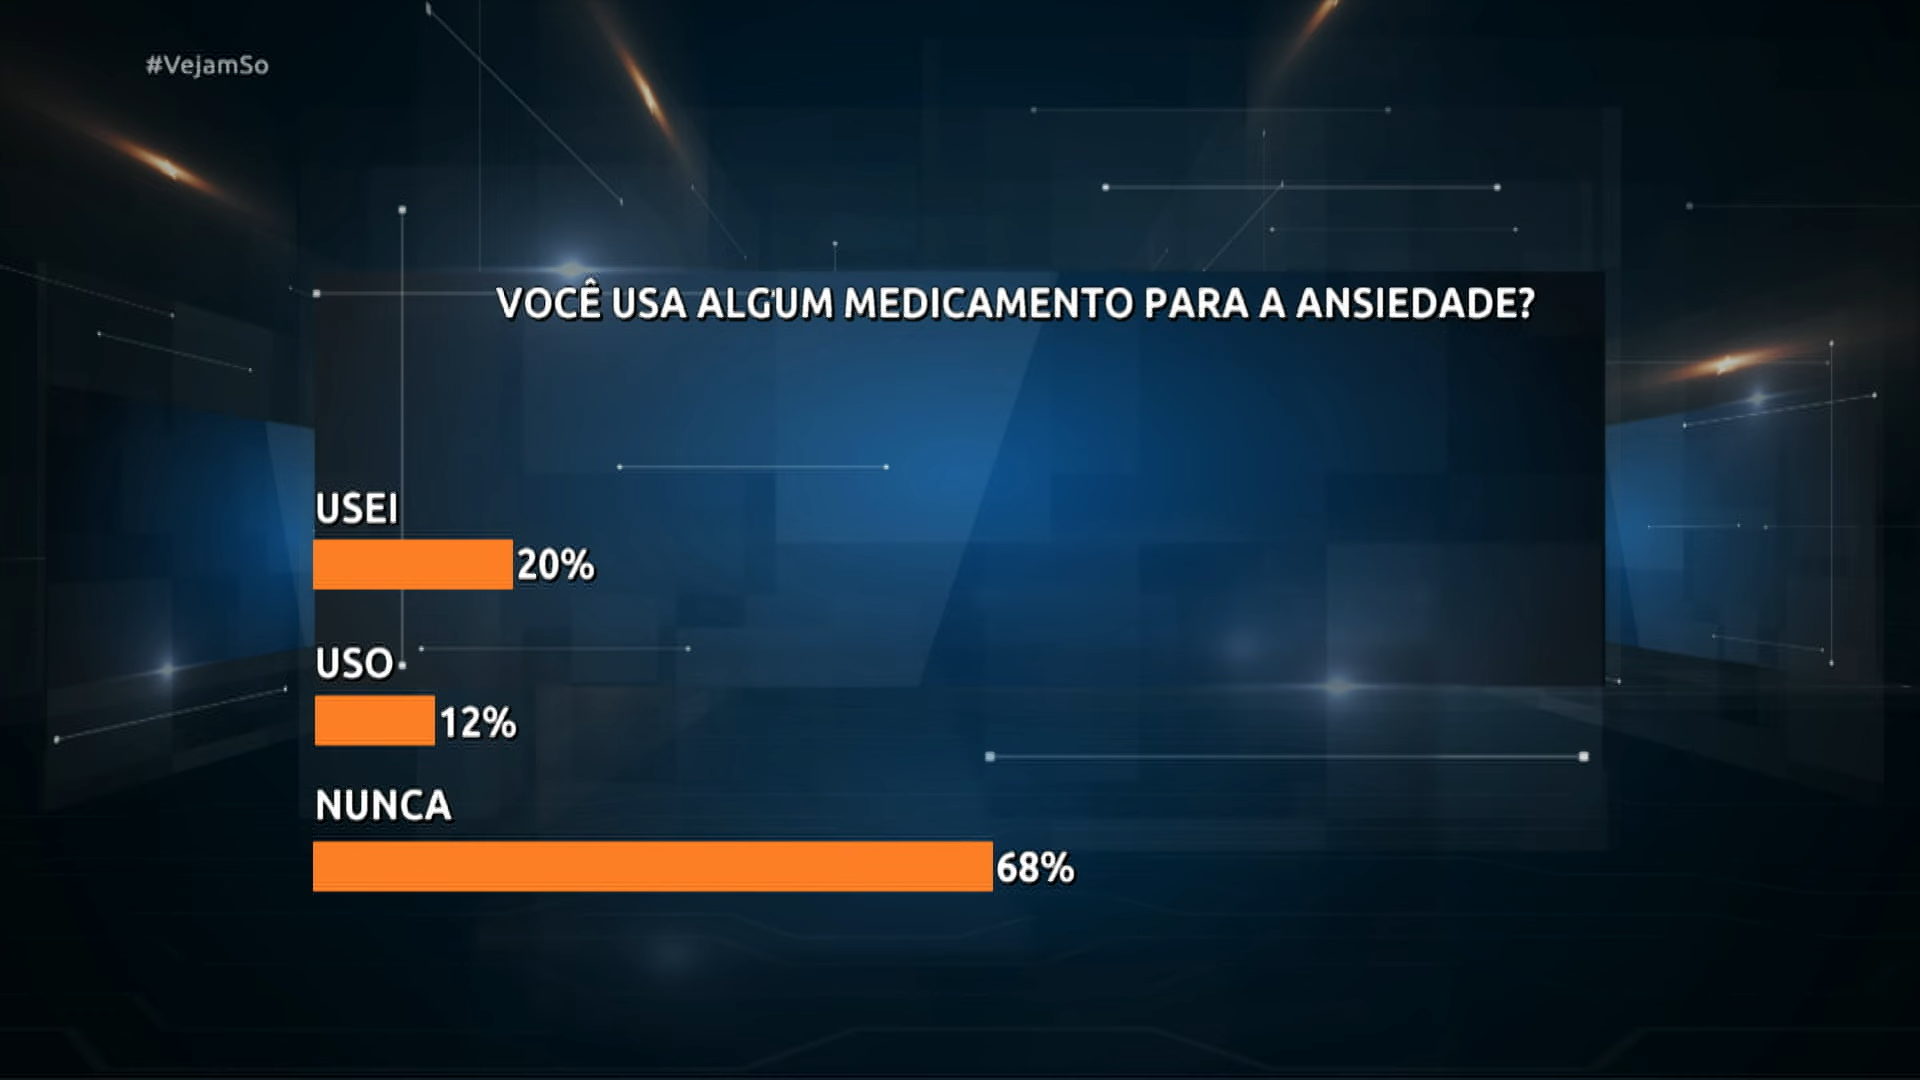 #VejamSo
VOCÊ USA ALGUM MEDICAMENTO PARA A ANSIEDADE?
USEI
20%
USO
12%
NUNCA
68%